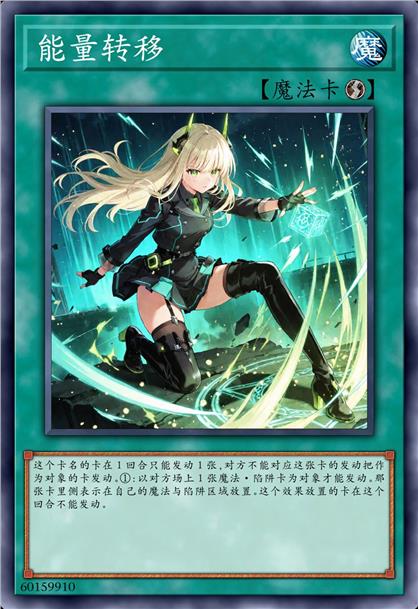 能量转移
魔
【魔法卡】
这个卡名的卡在1回合只能发动1张,对方不能对应这张卡的发动把作
为对象的卡发动。①:以对方场上1张魔法·陷阱卡为对象才能发动。那
张卡里侧表示在自己的魔法与陷阱区域放置。这个效果放置的卡在这个
回合不能发动。
60159910